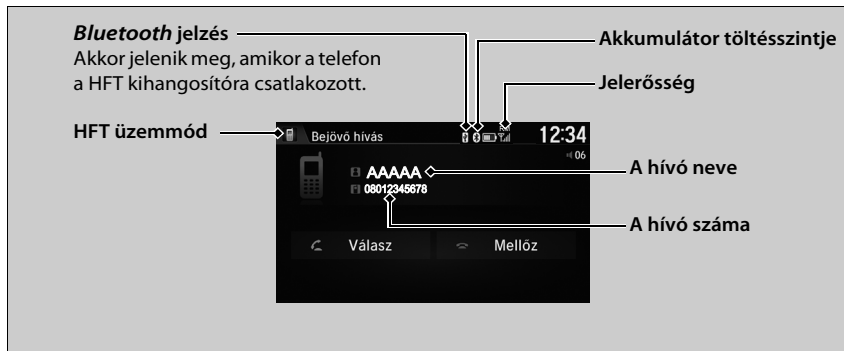 Bluetooth jelzés
Akkor jelenik meg, amikor a telefon
a HFT kihangosítóra csatlakozott.
Akkumulátor töltésszintje
Jelerősség
HFT üzemmód
Bejövő hívás
12:34
06
AAAAA
08012345678
A hívó neve
A hívó száma
Válasz
Mellőz